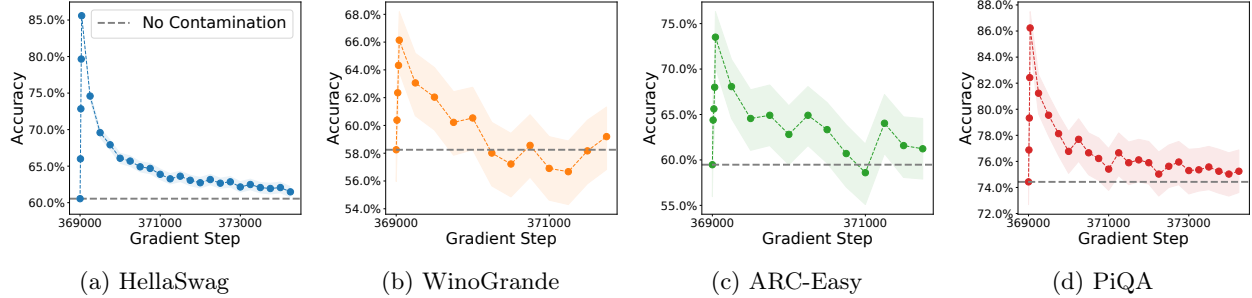 85.0%
80.0%
75.0%
70.0%
65.0%
60.0%
Accuracy
No Contamination
369000
371000
373000
Gradient Step
(a) HellaSwag
68.0%
66.0%
64.0%
62.0%
60.0%
58.0%
56.0%
54.0%
Accuracy
369000
371000
Gradient Step
(b) WinoGrande
75.0%
70.0%
65.0%
60.0%
55.0%
Accuracy
369000
371000
Gradient Step
(c) ARC-Easy
88.0%
86.0%
84.0%
82.0%
80.0%
78.0%
76.0%
74.0%
72.0%
Accuracy
369000
371000
373000
Gradient Step
(d) PiQA